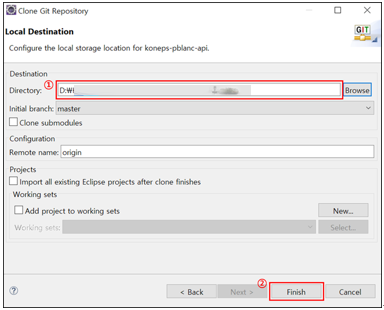 Clone Git Repository
Local Destination
Configure the local storage location for koneps-pblanc-api.
GIT
Destination
① Directory: D:₩
Browse
Initial branch: master
Clone submodules
Configuration
Remote name: origin
Projects
Import all existing Eclipse projects after clone finishes
Working sets
Add project to working sets
New...
Working sets:
Select...
②
< Back
Next >
Finish
Cancel